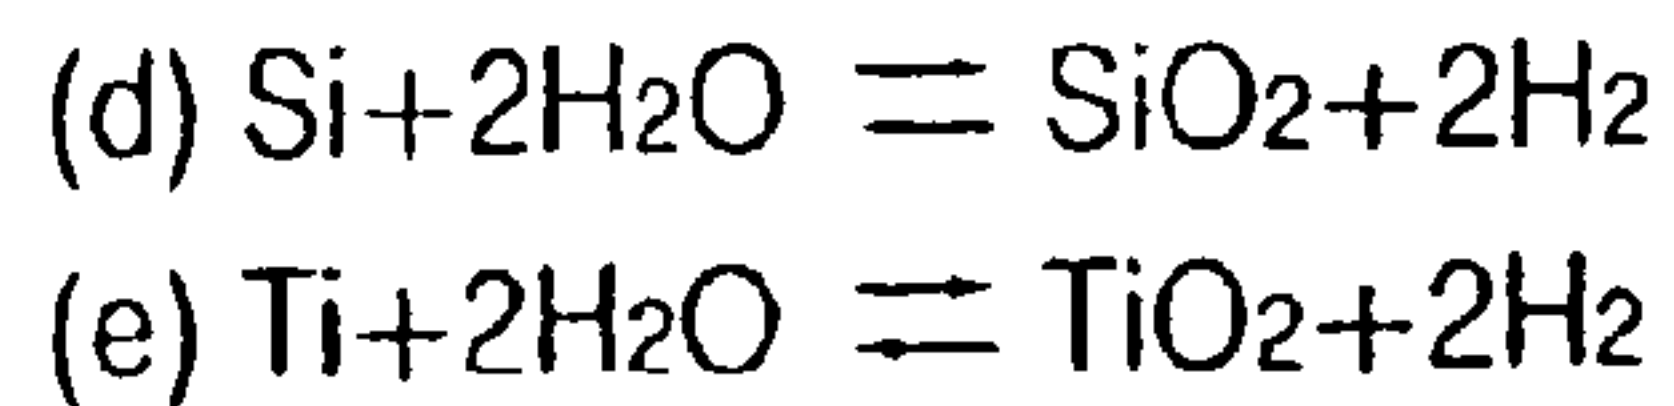 (d) Si+2H₂O ⇌ SiO₂+2H₂
(e) Ti+2H₂O ⇌ TiO₂+2H₂